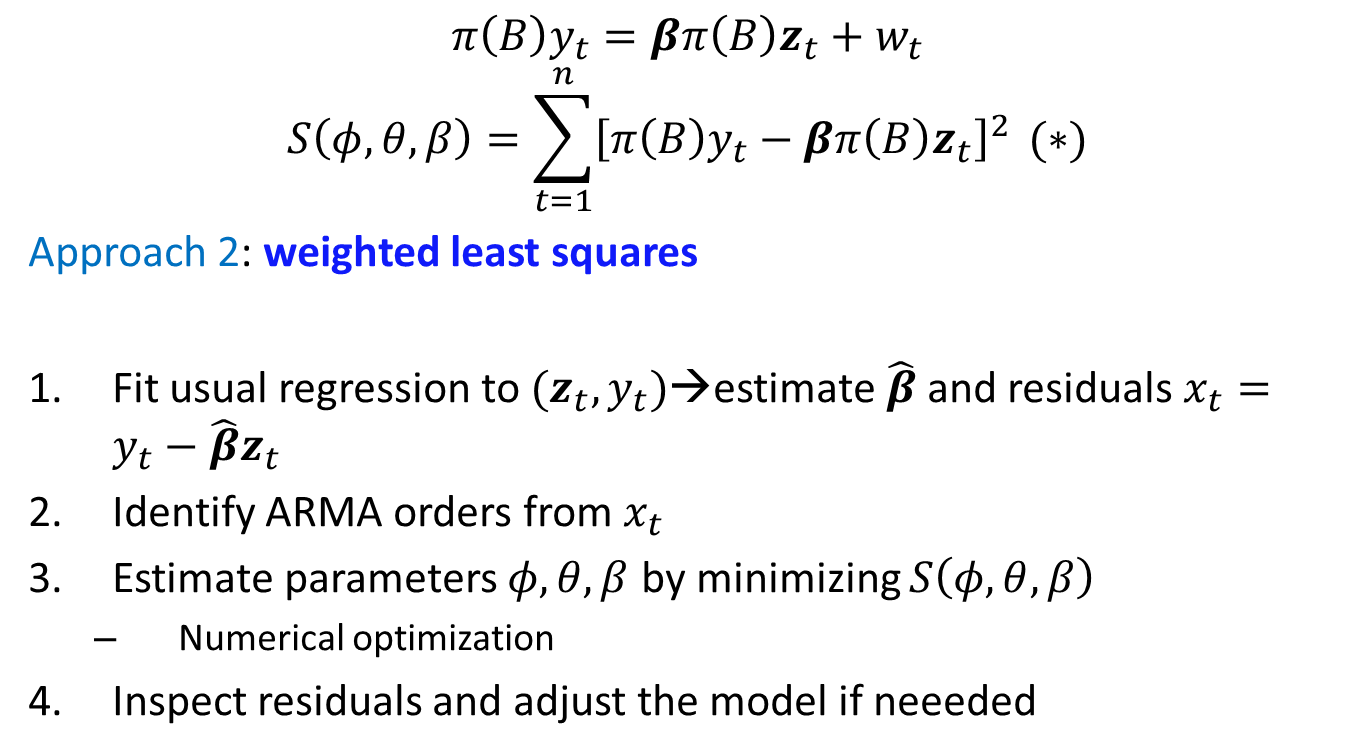 π(B)y_t = βπ(B)z_t + w_t
S(ϕ, θ, β) = ∑_{t=1}^{n} [π(B)y_t − βπ(B)z_t]² (∗)
Approach 2: weighted least squares
1. Fit usual regression to (z_t, y_t)→estimate β̂ and residuals x_t =
y_t − β̂z_t
2. Identify ARMA orders from x_t
3. Estimate parameters ϕ, θ, β by minimizing S(ϕ, θ, β)
– Numerical optimization
4. Inspect residuals and adjust the model if neeeded